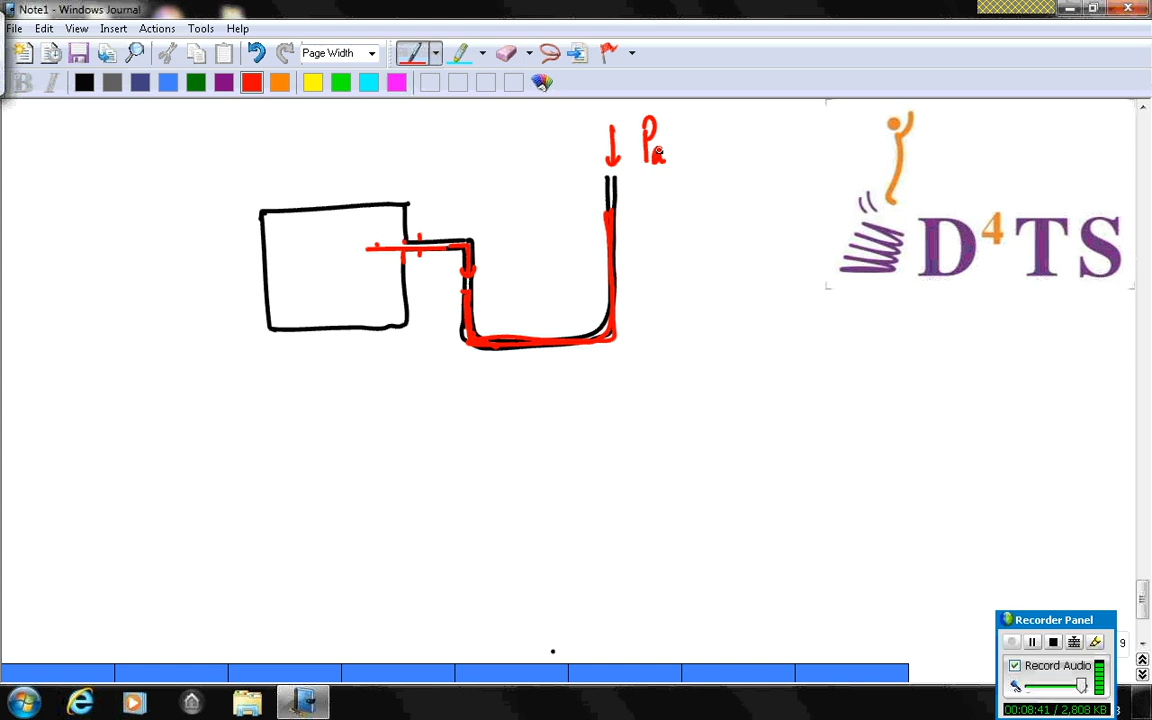 Note1 - Windows Journal
File Edit View Insert Actions Tools Help
Page Width
B I
Pa
D4TS
Recorder Panel
9
Record Audio
00:08:41 / 2,808 KB